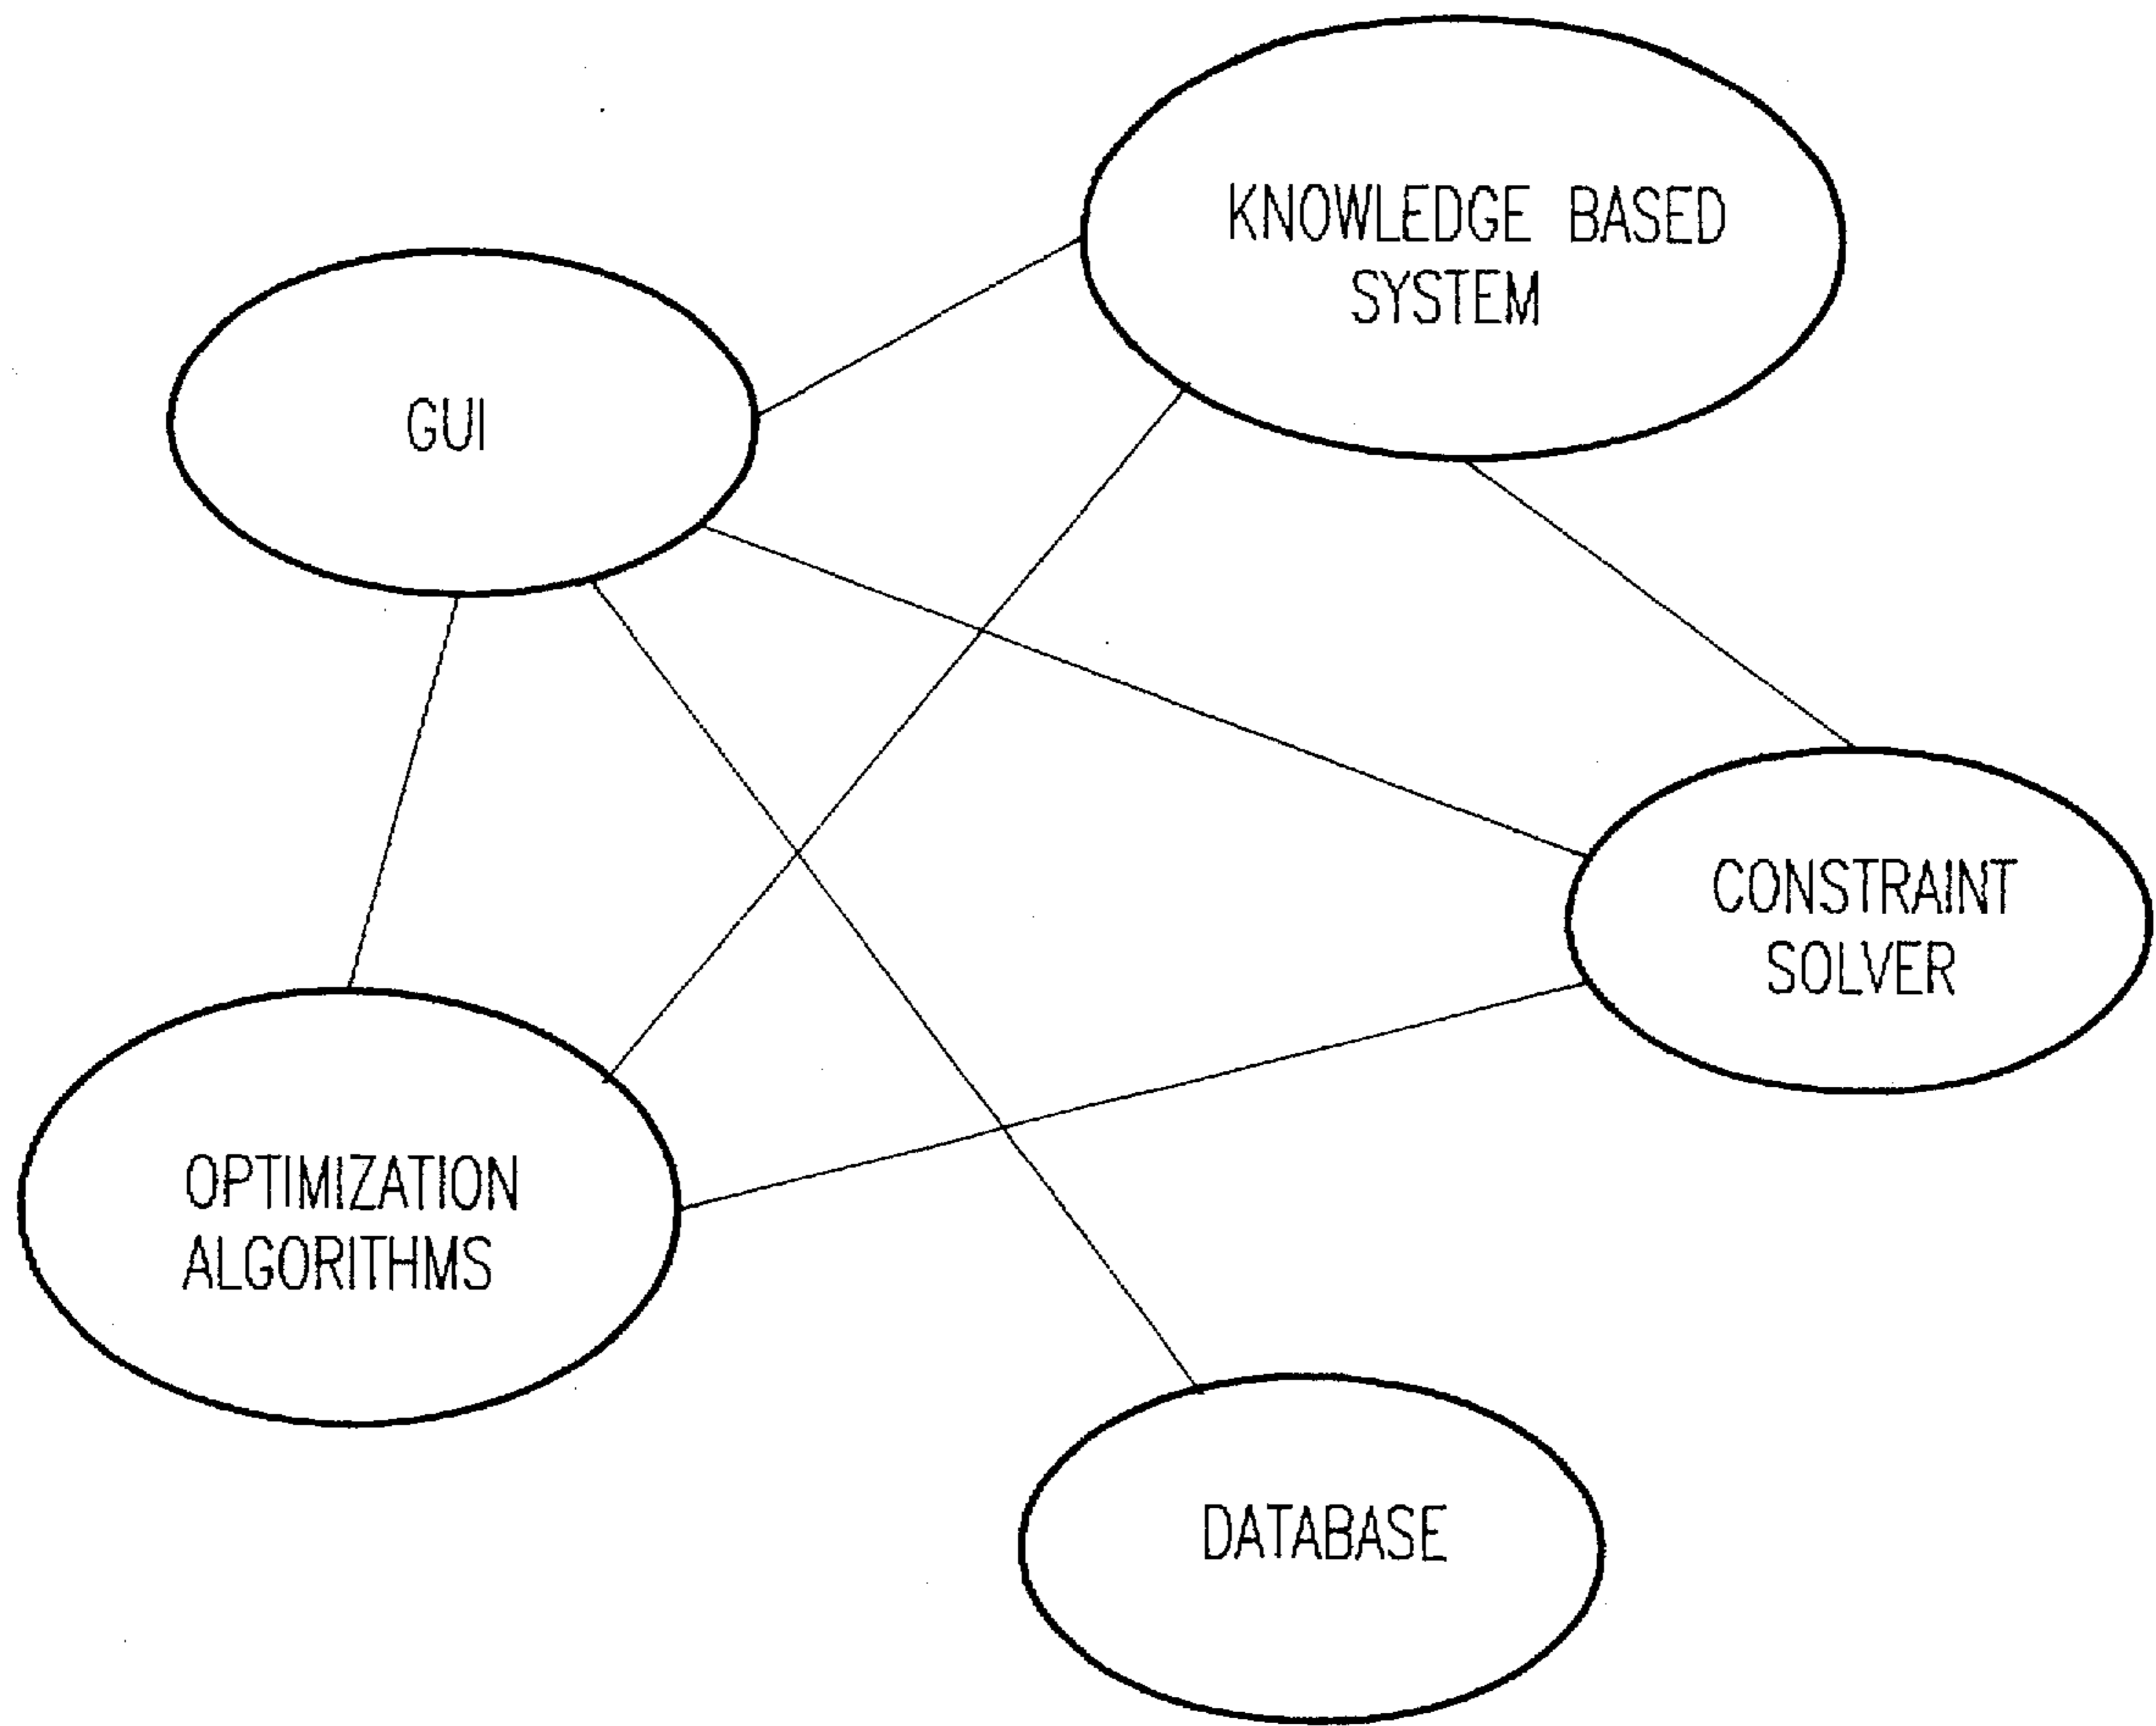 KNOWLEDGE BASED
SYSTEM
GUI
CONSTRAINT
SOLVER
OPTIMIZATION
ALGORITHMS
DATABASE